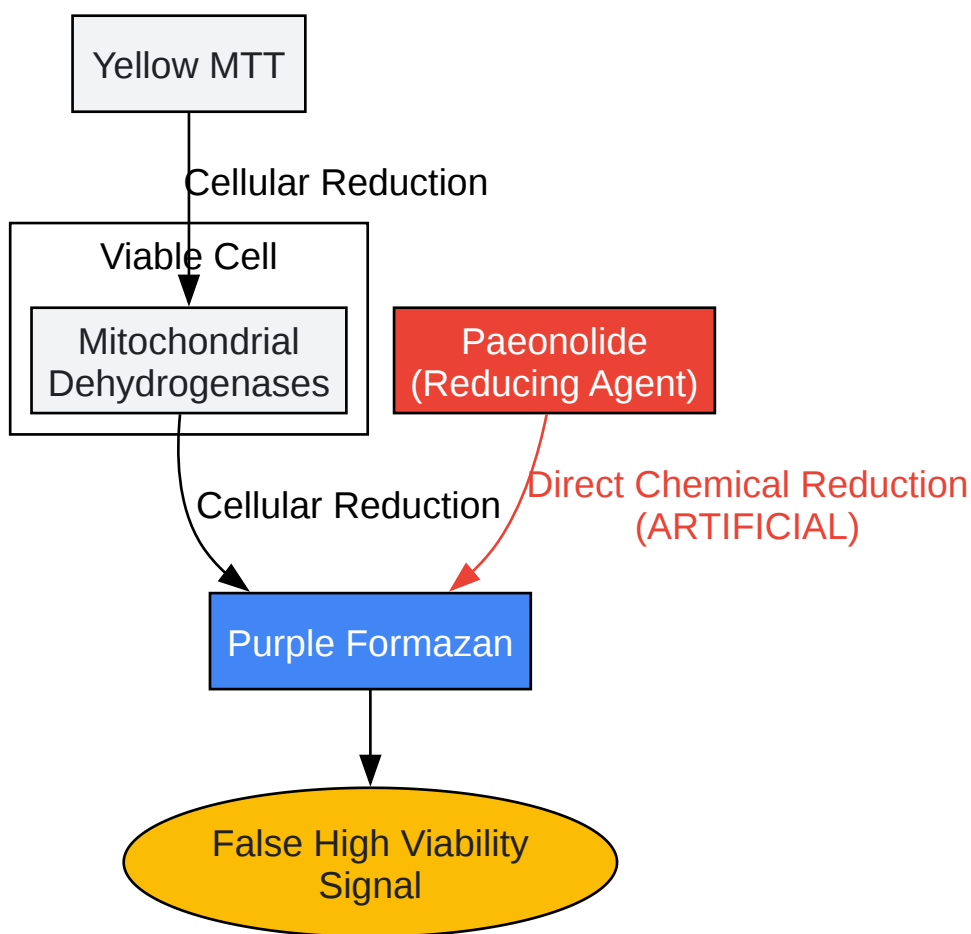 Yellow MTT
Cellular Reduction
Viable Cell
Mitochondrial
Dehydrogenases
Paeonolide
(Reducing Agent)
Cellular Reduction
Direct Chemical Reduction
(ARTIFICIAL)
Purple Formazan
False High Viability
Signal